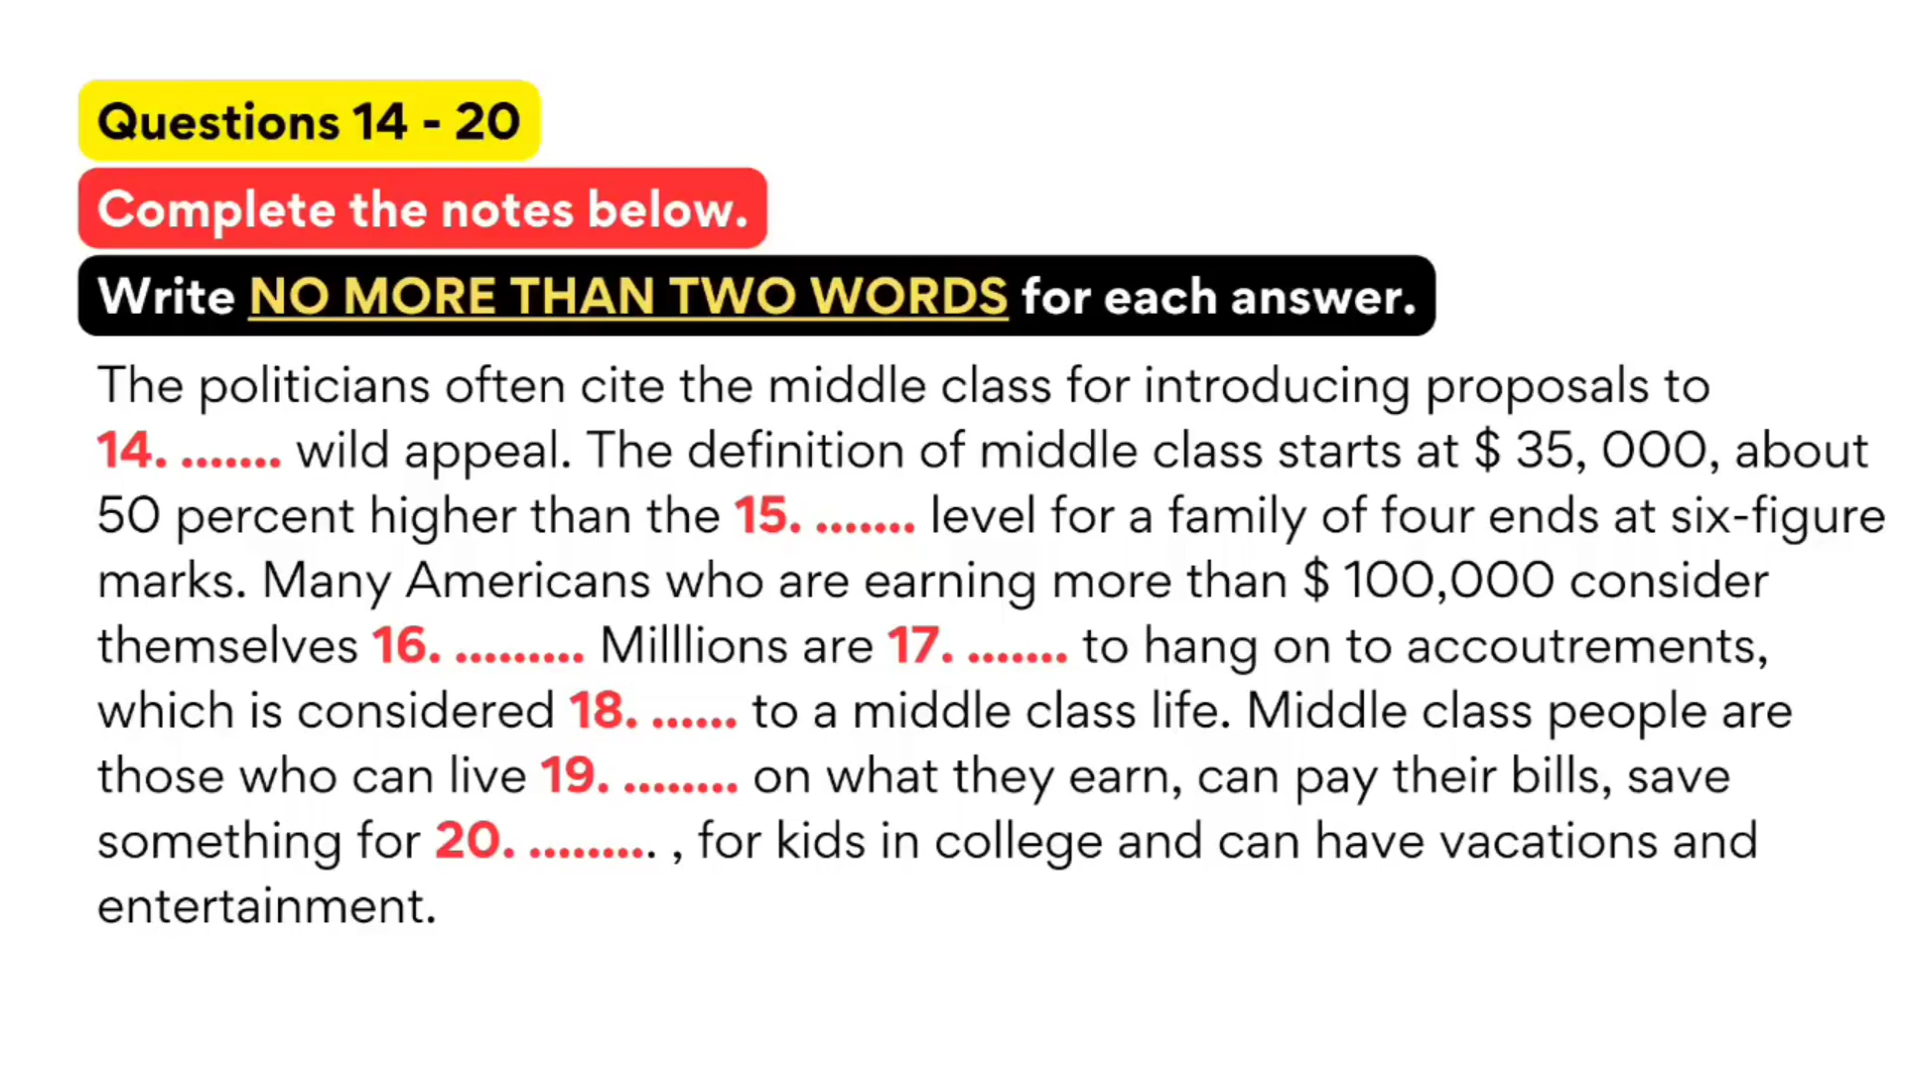 Questions 14 - 20
Complete the notes below.
Write NO MORE THAN TWO WORDS for each answer.
The politicians often cite the middle class for introducing proposals to
14. ....... wild appeal. The definition of middle class starts at $ 35, 000, about
50 percent higher than the 15. ....... level for a family of four ends at six-figure
marks. Many Americans who are earning more than $ 100,000 consider
themselves 16. ......... Milllions are 17. ....... to hang on to accoutrements,
which is considered 18. ...... to a middle class life. Middle class people are
those who can live 19. ........ on what they earn, can pay their bills, save
something for 20. ......... , for kids in college and can have vacations and
entertainment.